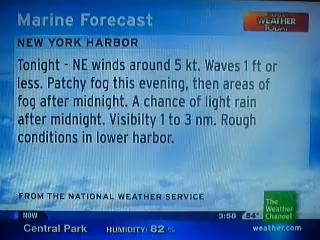 Marine Forecast
YOUR WEATHER TODAY
NEW YORK HARBOR
Tonight - NE winds around 5 kt. Waves 1 ft or
less. Patchy fog this evening, then areas of
fog after midnight. A chance of light rain
after midnight. Visibilty 1 to 3 nm. Rough
conditions in lower harbor.
FROM THE NATIONAL WEATHER SERVICE
The
Weather
Channel
NOW
3:58 54°
weather.com
Central Park HUMIDITY: 82 %